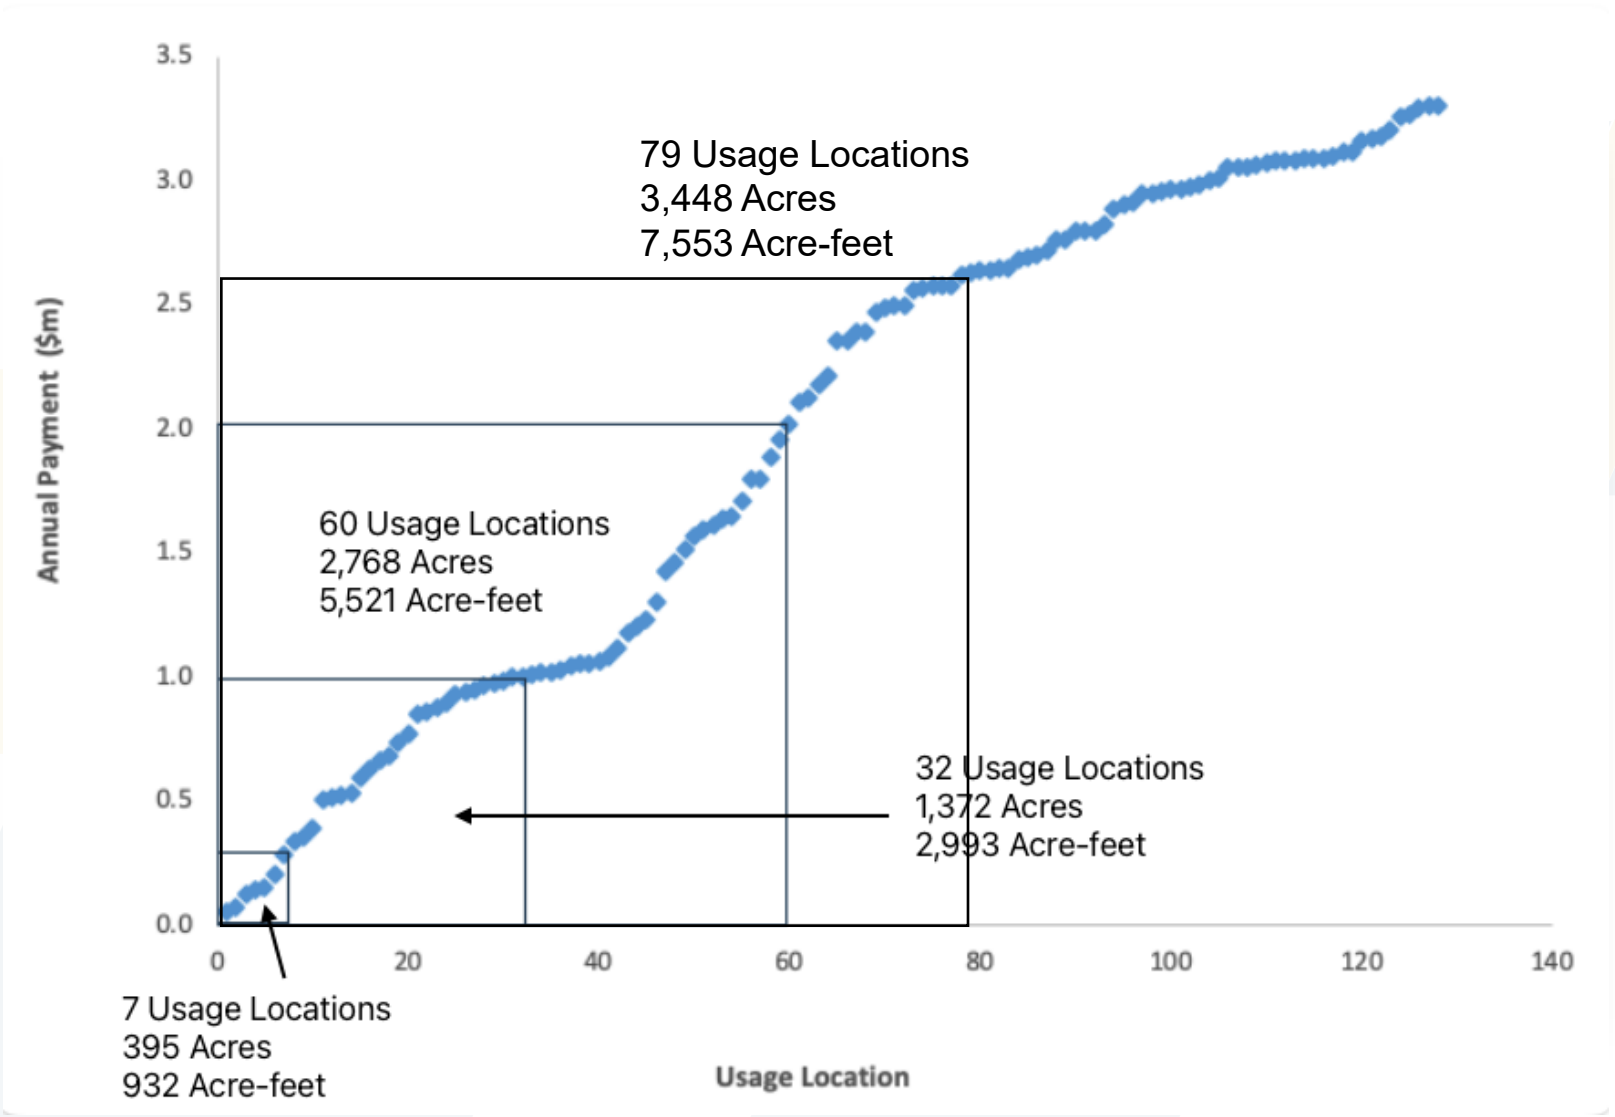 3.5
79 Usage Locations
3,448 Acres
7,553 Acre-feet
3.0
2.5
Annual Payment ($m)
2.0
60 Usage Locations
2,768 Acres
5,521 Acre-feet
1.5
1.0
32 Usage Locations
1,372 Acres
2,993 Acre-feet
0.5
0.0
0 20 40 60 80 100 120 140
7 Usage Locations
395 Acres
932 Acre-feet
Usage Location